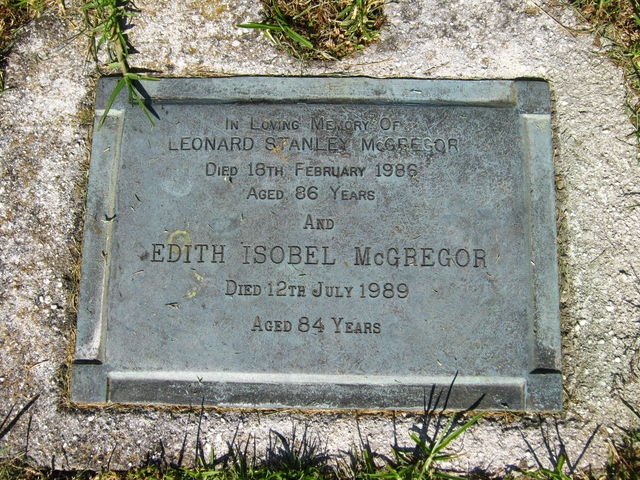 In Loving Memory Of
LEONARD STANLEY McGREGOR
Died 18th February 1986
Aged 86 Years
And
EDITH ISOBEL McGREGOR
Died 12th July 1989
Aged 84 Years